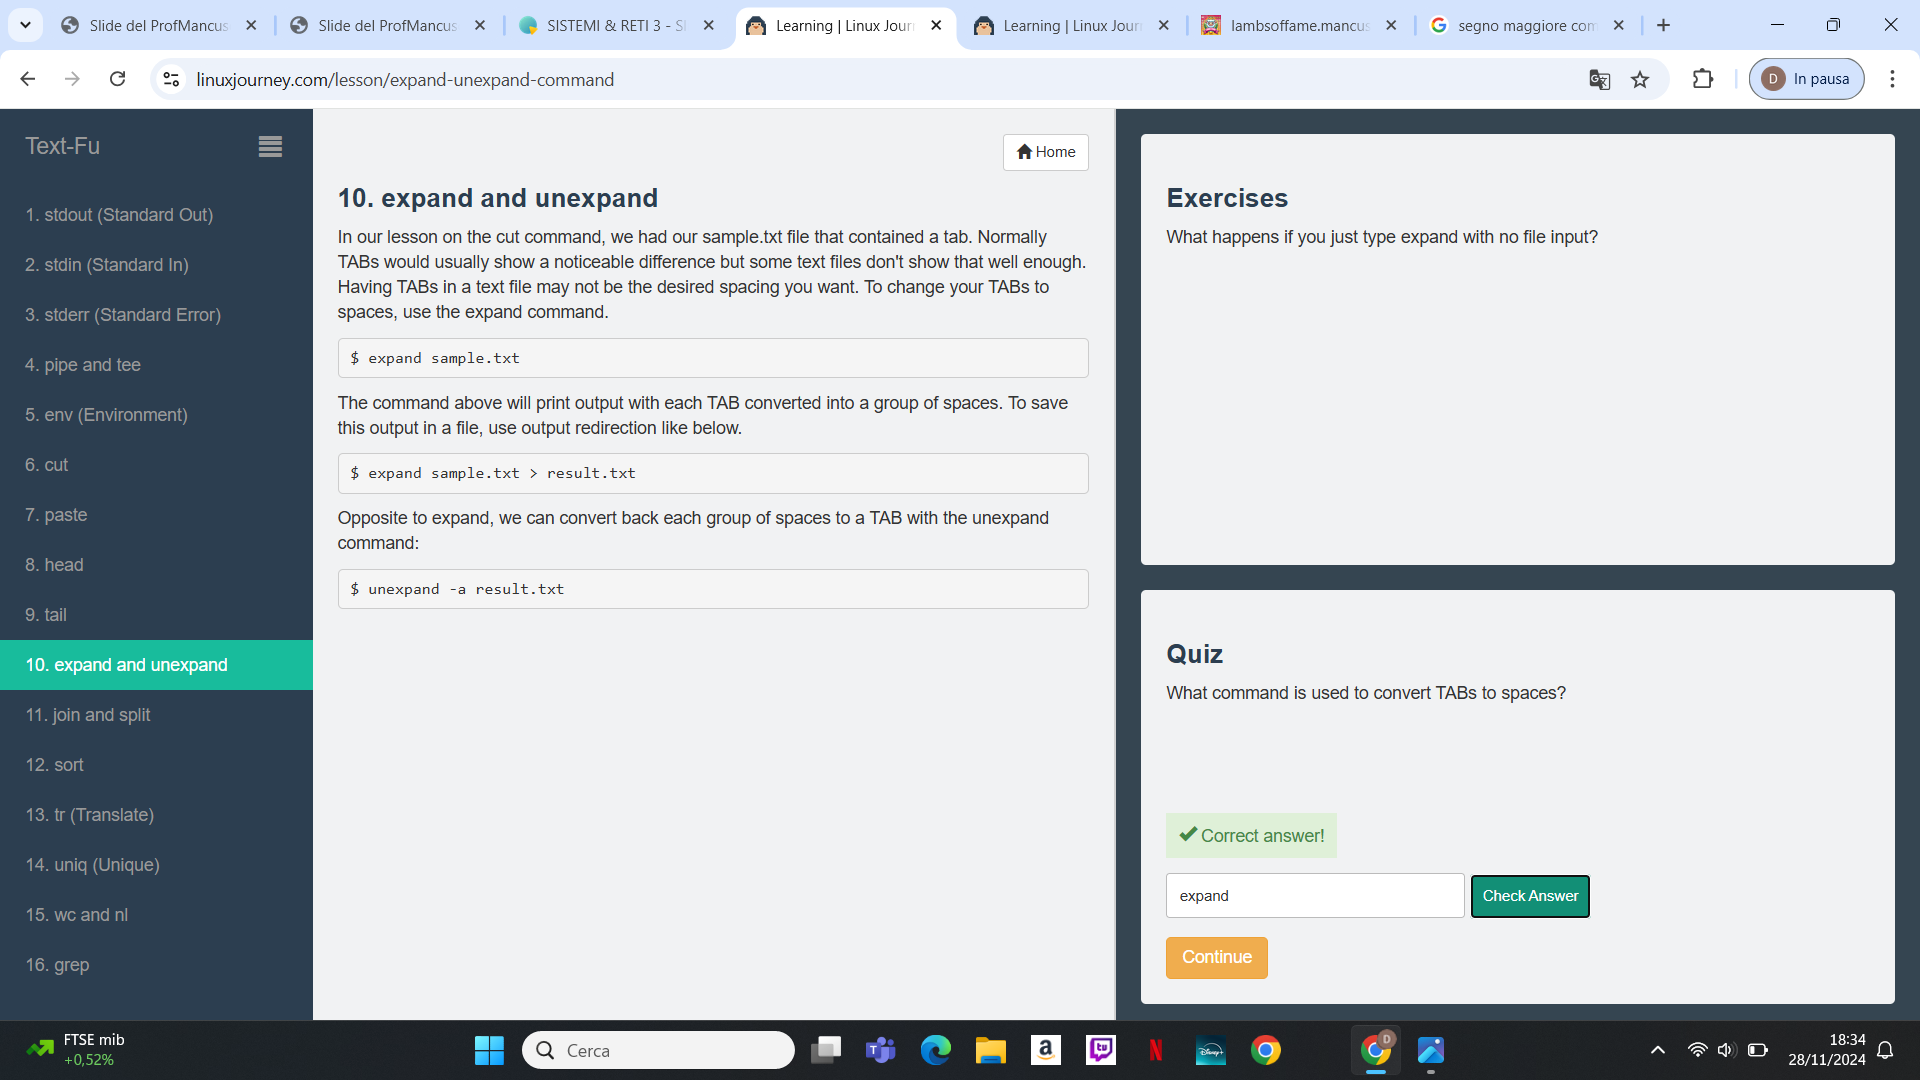 Slide del ProfMancus
Slide del ProfMancus
SISTEMI & RETI 3 - S
Learning | Linux Jour
Learning | Linux Jour
lambsoffame.mancus
segno maggiore com
linuxjourney.com/lesson/expand-unexpand-command
D In pausa
Text-Fu
1. stdout (Standard Out)
2. stdin (Standard In)
3. stderr (Standard Error)
4. pipe and tee
5. env (Environment)
6. cut
7. paste
8. head
9. tail
10. expand and unexpand
11. join and split
12. sort
13. tr (Translate)
14. uniq (Unique)
15. wc and nl
16. grep
Home
10. expand and unexpand
In our lesson on the cut command, we had our sample.txt file that contained a tab. Normally
TABs would usually show a noticeable difference but some text files don't show that well enough.
Having TABs in a text file may not be the desired spacing you want. To change your TABs to
spaces, use the expand command.
$ expand sample.txt
The command above will print output with each TAB converted into a group of spaces. To save
this output in a file, use output redirection like below.
$ expand sample.txt > result.txt
Opposite to expand, we can convert back each group of spaces to a TAB with the unexpand
command:
$ unexpand -a result.txt
Exercises
What happens if you just type expand with no file input?
Quiz
What command is used to convert TABs to spaces?
Correct answer!
expand
Check Answer
Continue
FTSE mib
+0,52%
Cerca
Disney+
D
18:34
28/11/2024